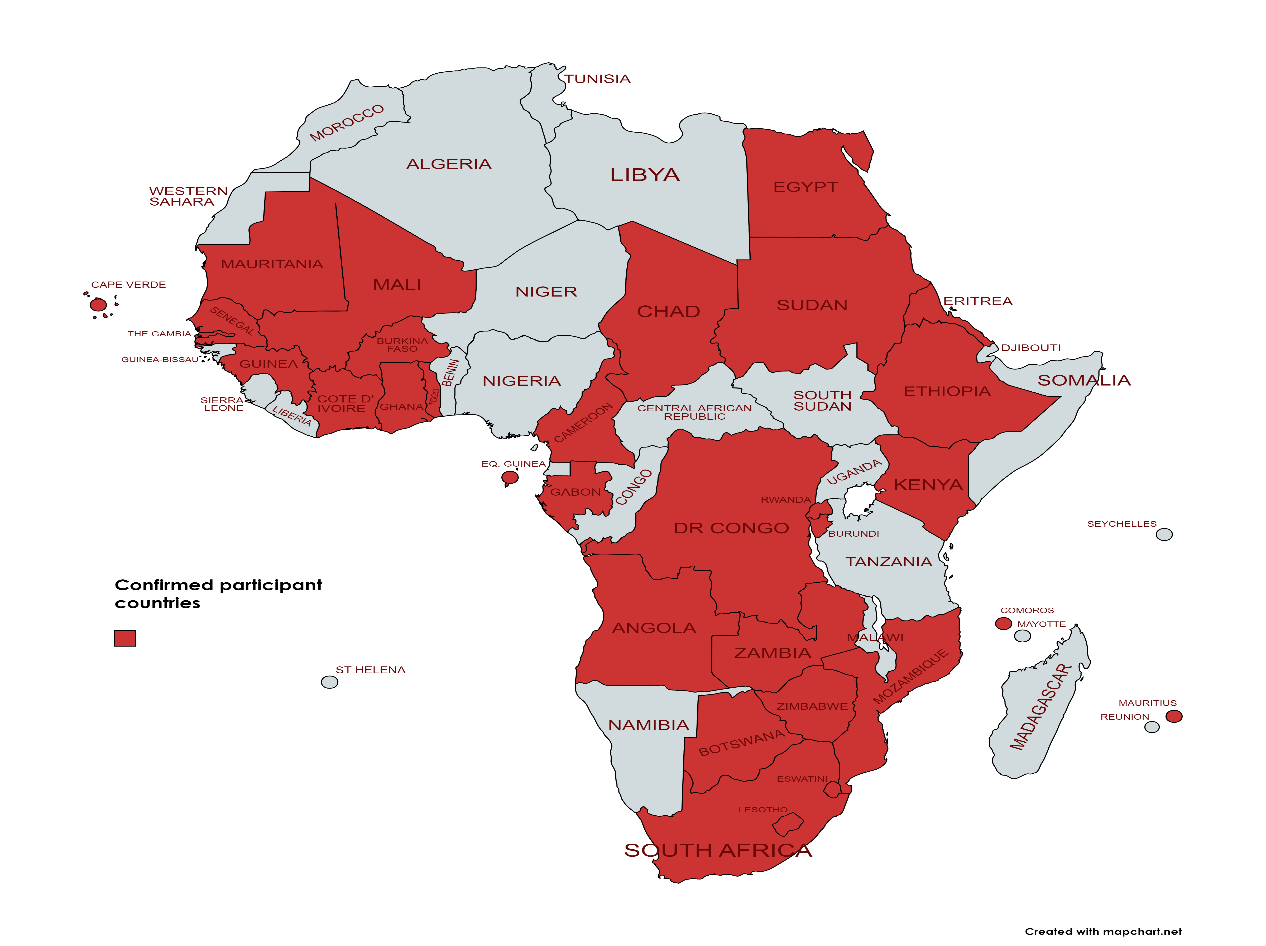 TUNISIA
MOROCCO
ALGERIA
LIBYA
EGYPT
WESTERN
SAHARA
MAURITANIA
MALI
NIGER
CHAD
SUDAN
ERITREA
CAPE VERDE
SENEGAL
THE GAMBIA
GUINEA-BISSAU
GUINEA
BURKINA
FASO
BENIN
NIGERIA
DJIBOUTI
SOMALIA
ETHIOPIA
SIERRA
LEONE
LIBERIA
COTE D'
IVOIRE
GHANA
TOGO
CAMEROON
CENTRAL AFRICAN
REPUBLIC
SOUTH
SUDAN
EQ. GUINEA
GABON
CONGO
UGANDA
KENYA
RWANDA
DR CONGO
BURUNDI
TANZANIA
SEYCHELLES
Confirmed participant
countries
COMOROS
MAYOTTE
ANGOLA
ZAMBIA
MALAWI
MOZAMBIQUE
ST HELENA
MADAGASCAR
MAURITIUS
REUNION
NAMIBIA
ZIMBABWE
BOTSWANA
ESWATINI
LESOTHO
SOUTH AFRICA
Created with mapchart.net